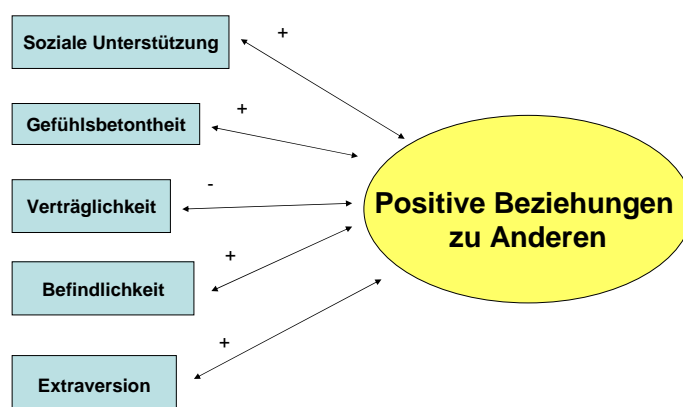 Soziale Unterstützung
+
Gefühlsbetontheit
+
Verträglichkeit
-
Befindlichkeit
+
Extraversion
+
Positive Beziehungen
zu Anderen